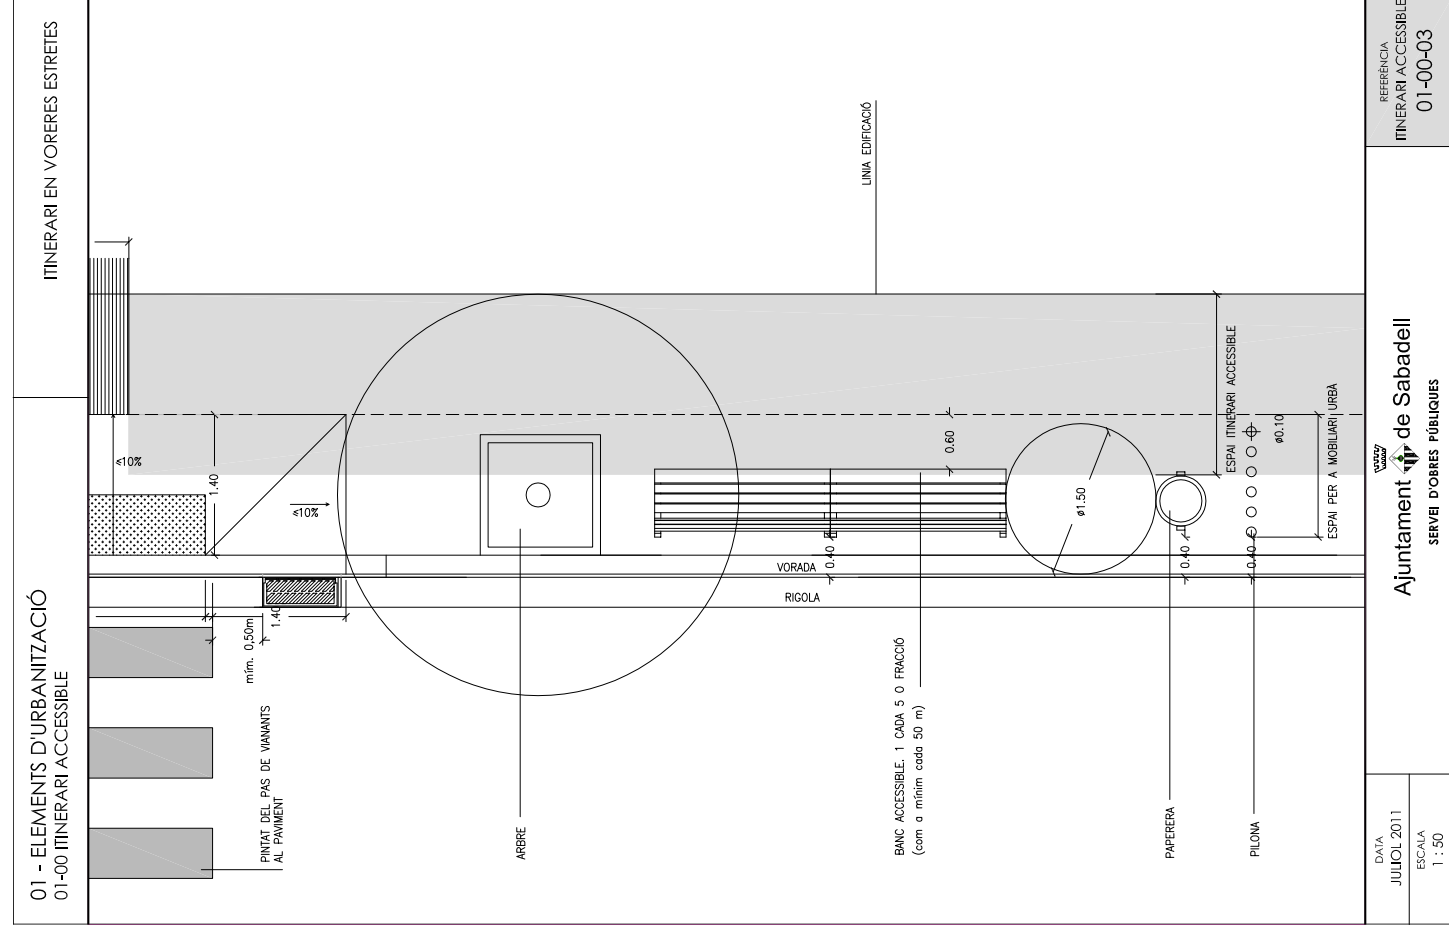 01 - ELEMENTS D'URBANITZACIÓ
01-00 ITINERARI ACCESSIBLE
ITINERARI EN VORERES ESTRETES
≤10%
1.40
≤10%
1.40
mím. 0,50m
PINTAT DEL PAS DE VIANANTS
AL PAVIMENT
ARBRE
VORADA
RIGOLA
0.40
LINIA EDIFICACIÓ
BANC ACCESSIBLE. 1 CADA 5 O FRACCIÓ
(com a mínim cada 50 m)
0.60
ø1.50
0.40
PAPERERA
ESPAI ITINERARI ACCESSIBLE
0.40
PILONA
ø0.10
ESPAI PER A MOBILIARI URBÀ
DATA
JULIOL 2011
ESCALA
1 : 50
Ajuntament de Sabadell
SERVEI D'OBRES PÚBLIQUES
REFERÈNCIA
ITINERARI ACCESSIBLE
01-00-03